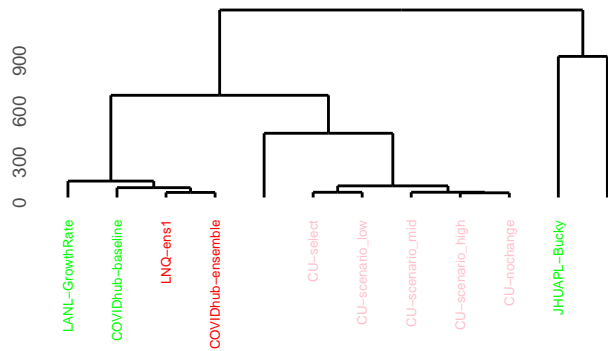 900
600
300
0
LANL-GrowthRate
COVIDhub-baseline
LNQ-ens1
COVIDhub-ensemble
CU-select
CU-scenario_low
CU-scenario_mid
CU-scenario_high
CU-nochange
JHUAPL-Bucky